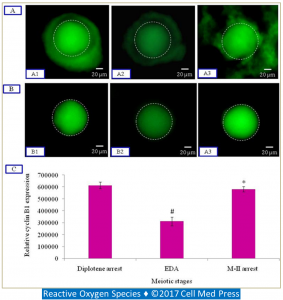 A
A1
20 µm
A2
20 µm
A3
20 µm
B
B1
20 µm
B2
20 µm
A3
20 µm
C
Relative cyclin B1 expression
700000
600000
500000
400000
300000
200000
100000
0
#
*
Diplotene arrest
EDA
M-II arrest
Meiotic stages
Reactive Oxygen Species ♦ ©2017 Cell Med Press